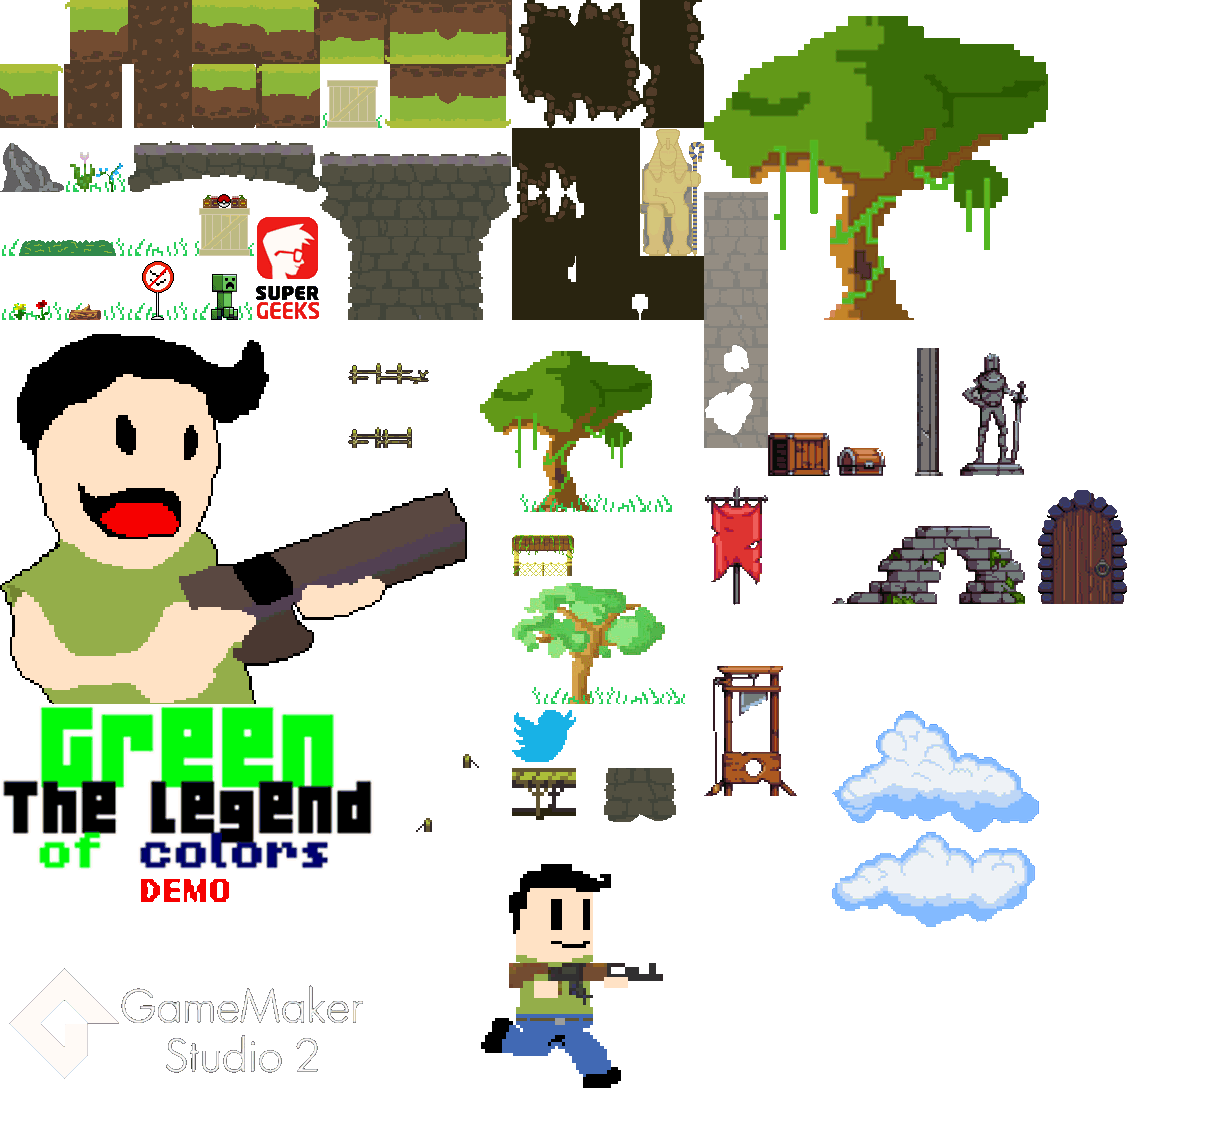 SUPER
GEEKS
Green
The Legend
of colors
DEMO
GameMaker
Studio 2